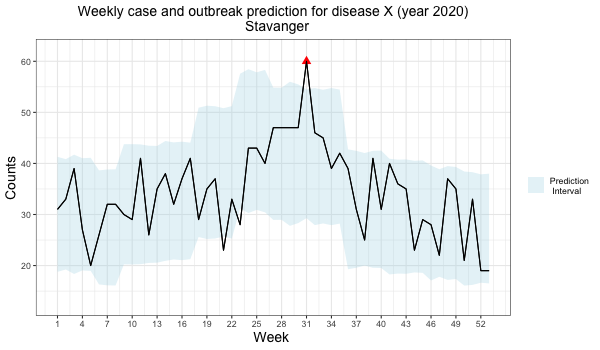 Weekly case and outbreak prediction for disease X (year 2020)
Stavanger
60
50
40
30
20
Counts
1 4 7 10 13 16 19 22 25 28 31 34 37 40 43 46 49 52
Week
Prediction
Interval